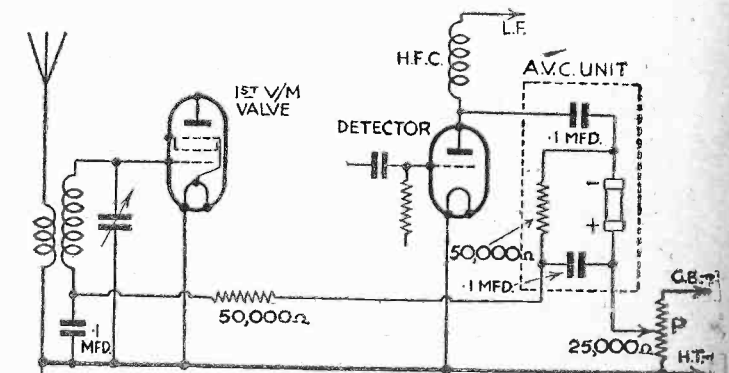 L.F.
H.F.C.
A.V.C. UNIT
1ST V/M
VALVE
DETECTOR
.1 MFD.
-
+
50,000Ω
.1 MFD.
50,000Ω
.1
MFD.
25,000Ω
P
G.B.+
H.T.-